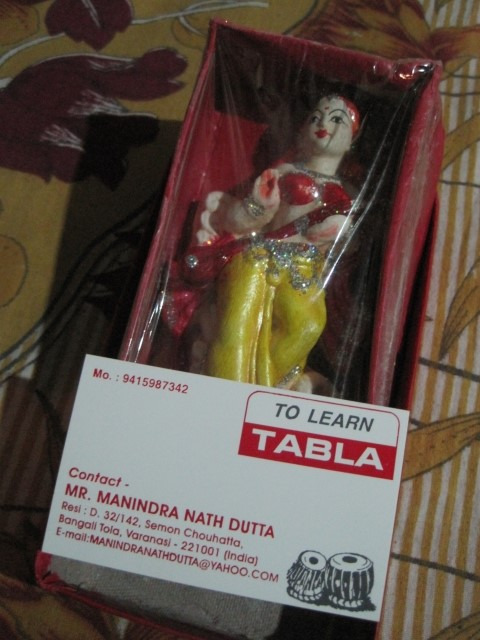 Mo. : 9415987342
TO LEARN
TABLA
Contact -
MR. MANINDRA NATH DUTTA
Resi : D. 32/142, Sernon Chouhatta,
Bangali Tola, Varanasi - 221001 (India)
E-mail:MANINDRANATHDUTTA@YAHOO.COM